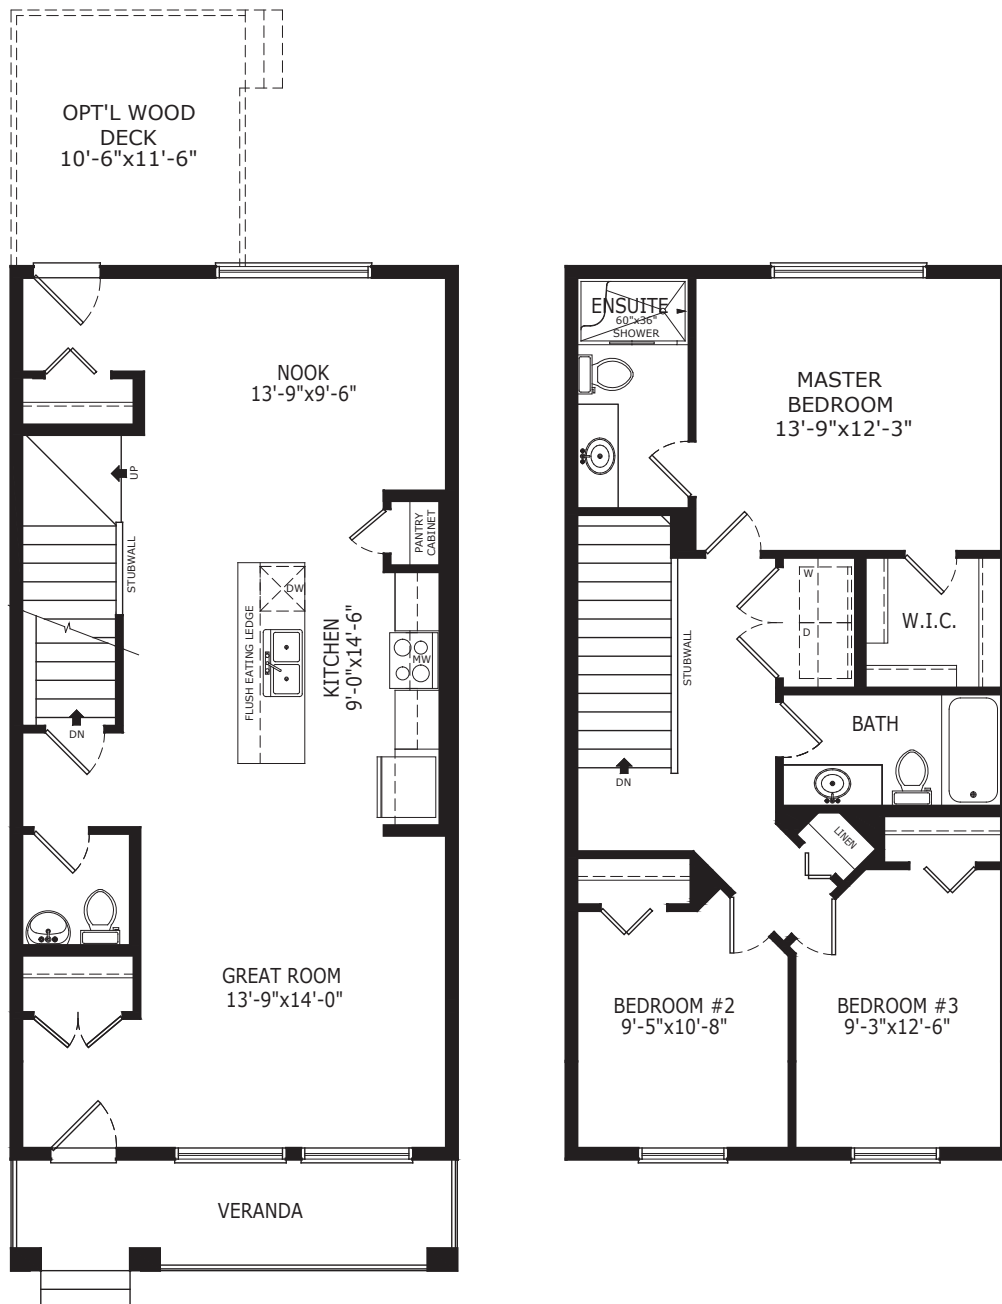 OPT'L WOOD
DECK
10'-6"x11'-6"
NOOK
13'-9"x9'-6"
UP
STUBWALL
PANTRY
CABINET
DW
FLUSH EATING LEDGE
KITCHEN
9'-0"x14'-6"
MW
DN
GREAT ROOM
13'-9"x14'-0"
VERANDA
ENSUITE
60"x36"
SHOWER
MASTER
BEDROOM
13'-9"x12'-3"
W
D
W.I.C.
STUBWALL
BATH
DN
LINEN
BEDROOM #2
9'-5"x10'-8"
BEDROOM #3
9'-3"x12'-6"